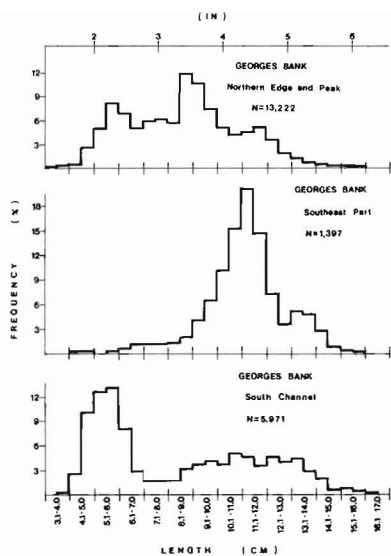 ( I N )
2 3 4 5 6
GEORGES BANK
Northern Edge and Peak
N=13,222
12
9
6
3
GEORGES BANK
Southeast Part
N=1,397
18
15
12
9
6
3
FREQUENCY (%)
GEORGES BANK
South Channel
N=5,971
12
9
6
3
3.1-4.0 4.1-5.0 5.1-6.0 6.1-7.0 7.1-8.0 8.1-9.0 9.1-10.0 10.1-11.0 11.1-12.0 12.1-13.0 13.1-14.0 14.1-15.0 15.1-16.0 16.1-17.0
LENGTH (CM)